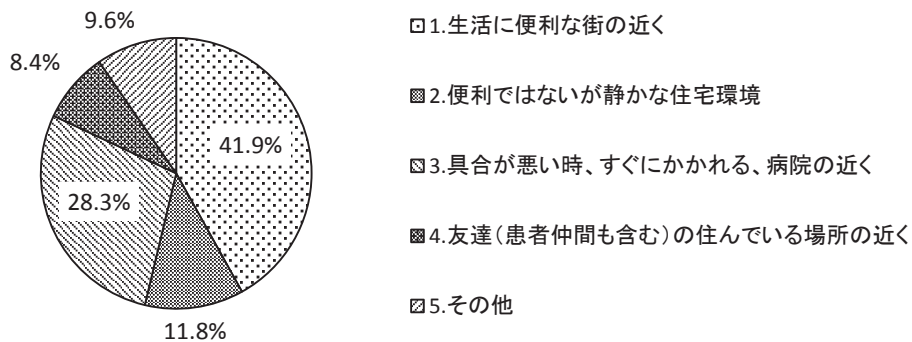 9.6%
8.4%
41.9%
28.3%
11.8%
1.生活に便利な街の近く
2.便利ではないが静かな住宅環境
3.具合が悪い時、すぐにかかれる、病院の近く
4.友達(患者仲間も含む)の住んでいる場所の近く
5.その他